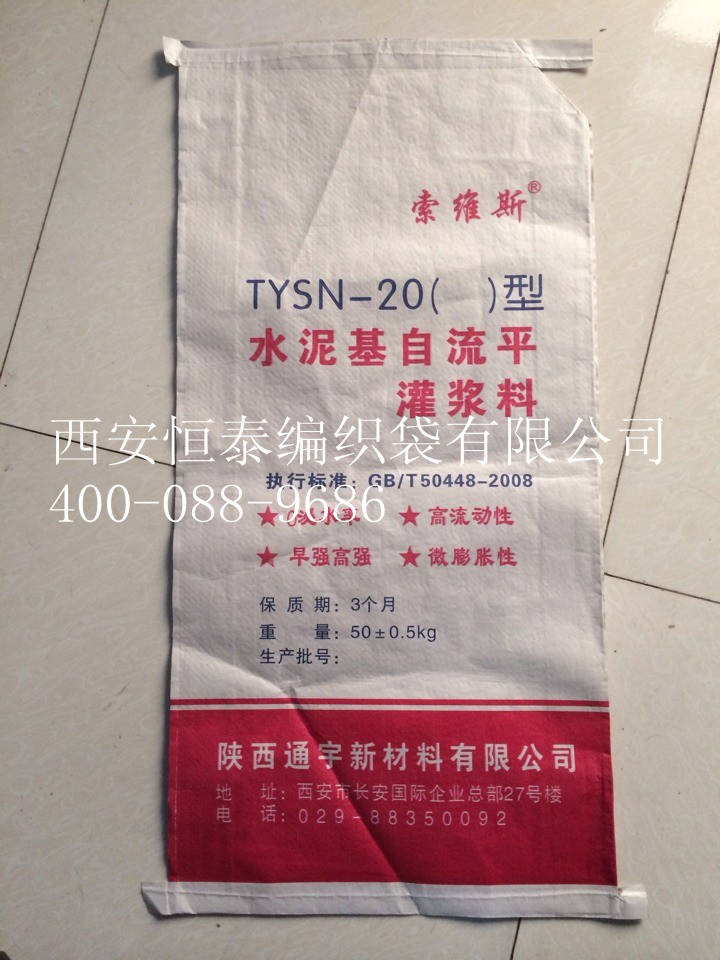 索维斯®
TYSN-20( )型
水泥基自流平
灌浆料
西安恒泰编织袋有限公司
执行标准：GB/T50448-2008
400-088-9686
★ ★ 高流动性
★ 早强高强 ★ 微膨胀性
保 质 期：3个月
重 量：50±0.5kg
生产批号：
陕西通宇新材料有限公司
地 址：西安市长安国际企业总部27号楼
电 话：029-88350092